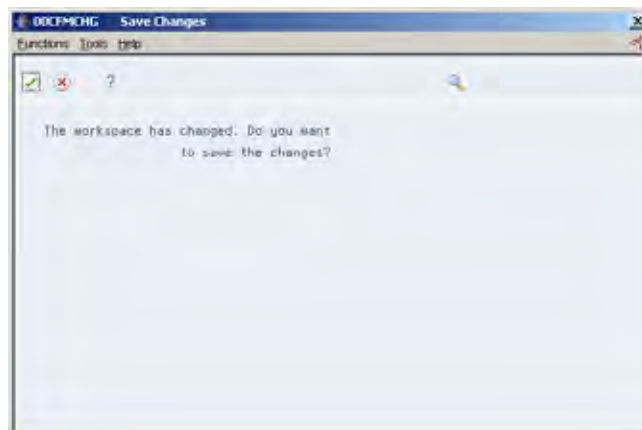 00CFMCHG Save Changes
Functions Tools Help
?
The workspace has changed. Do you want
to save the changes?